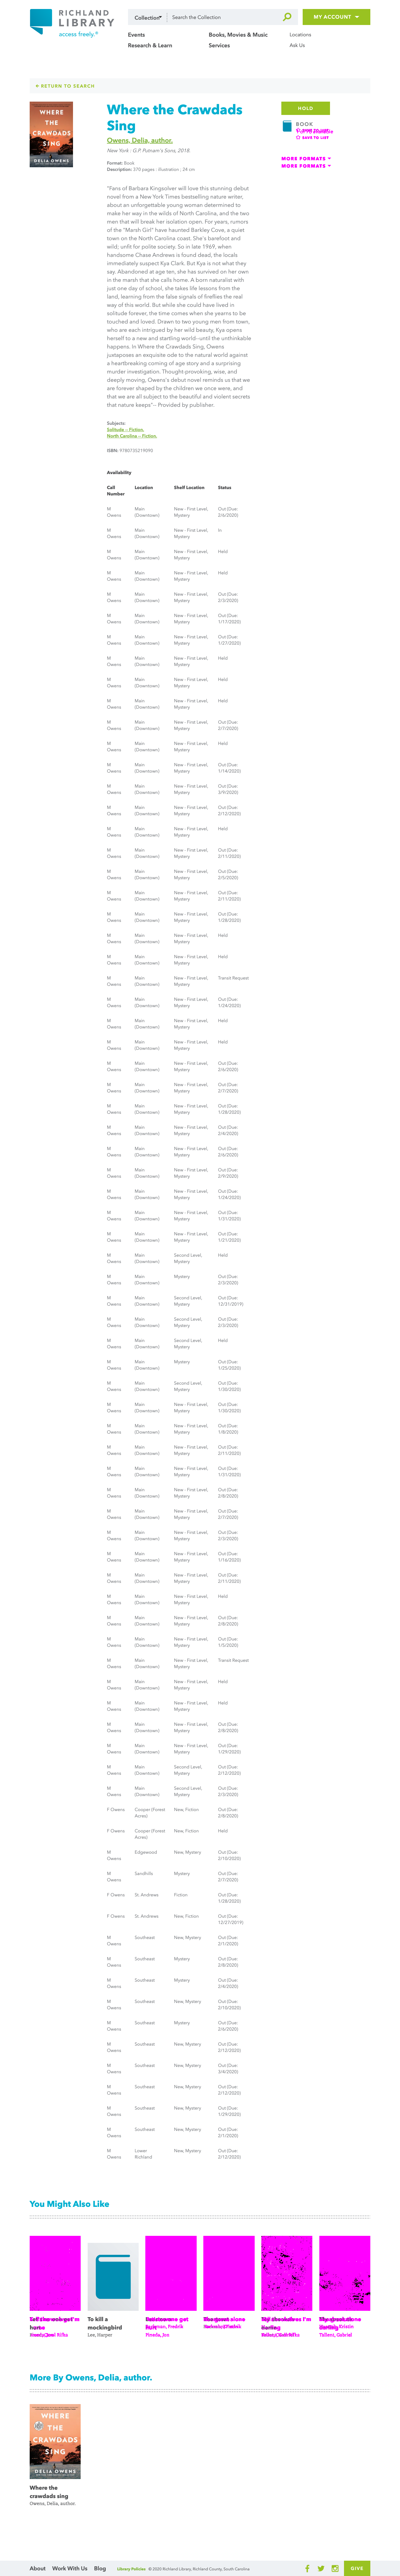 RICHLAND
LIBRARY
access freely.®
Collection
Search the Collection
MY ACCOUNT
Events
Books, Movies & Music
Locations
Research & Learn
Services
Ask Us
RETURN TO SEARCH
WHERE
THE
CRAWDADS
SING
DELIA OWENS
Where the Crawdads
Sing
Owens, Delia, author.
New York : G.P. Putnam's Sons, 2018.
Format: Book
Description: 370 pages : illustration ; 24 cm
HOLD
BOOK
SAVE TO LIST
MORE FORMATS
MORE FORMATS
"Fans of Barbara Kingsolver will love this stunning debut
novel from a New York Times bestselling nature writer,
about an unforgettable young woman determined to
make her way in the wilds of North Carolina, and the two
men that will break her isolation open. For years, rumors
of the "Marsh Girl" have haunted Barkley Cove, a quiet
town on the North Carolina coast. She's barefoot and
wild; unfit for polite society. So in late 1969, when
handsome Chase Andrews is found dead, the locals
immediately suspect Kya Clark. But Kya is not what they
say. Abandoned at age ten, she has survived on her own
in the marsh that she calls home. A born naturalist with
just one day of school, she takes life lessons from the
land, learning from the false signals of fireflies the real
way of this world. But while she could have lived in
solitude forever, the time comes when she yearns to be
touched and loved. Drawn to two young men from town,
who are each intrigued by her wild beauty, Kya opens
herself to a new and startling world--until the unthinkable
happens. In Where the Crawdads Sing, Owens
juxtaposes an exquisite ode to the natural world against
a heartbreaking coming of age story and a surprising
murder investigation. Thought-provoking, wise, and
deeply moving, Owens's debut novel reminds us that we
are forever shaped by the child within us, once we are
and that we are all subject to the beautiful and violent secrets
that nature keeps"-- Provided by publisher.
Subjects:
Solitude -- Fiction.
North Carolina -- Fiction.
ISBN: 9780735219090
Availability
Call Location Shelf Location Status
Number
M Main New - First Level, Out (Due:
Owens (Downtown) Mystery 2/6/2020)
M Main New - First Level, In
Owens (Downtown) Mystery
M Main New - First Level, Held
Owens (Downtown) Mystery
M Main New - First Level, Held
Owens (Downtown) Mystery
M Main New - First Level, Out (Due:
Owens (Downtown) Mystery 2/3/2020)
M Main New - First Level, Out (Due:
Owens (Downtown) Mystery 1/17/2020)
M Main New - First Level, Out (Due:
Owens (Downtown) Mystery 1/27/2020)
M Main New - First Level, Held
Owens (Downtown) Mystery
M Main New - First Level, Held
Owens (Downtown) Mystery
M Main New - First Level, Held
Owens (Downtown) Mystery
M Main New - First Level, Out (Due:
Owens (Downtown) Mystery 2/7/2020)
M Main New - First Level, Held
Owens (Downtown) Mystery
M Main New - First Level, Out (Due:
Owens (Downtown) Mystery 1/14/2020)
M Main New - First Level, Out (Due:
Owens (Downtown) Mystery 3/9/2020)
M Main New - First Level, Out (Due:
Owens (Downtown) Mystery 2/12/2020)
M Main New - First Level, Held
Owens (Downtown) Mystery
M Main New - First Level, Out (Due:
Owens (Downtown) Mystery 2/11/2020)
M Main New - First Level, Out (Due:
Owens (Downtown) Mystery 2/5/2020)
M Main New - First Level, Out (Due:
Owens (Downtown) Mystery 2/11/2020)
M Main New - First Level, Out (Due:
Owens (Downtown) Mystery 1/28/2020)
M Main New - First Level, Held
Owens (Downtown) Mystery
M Main New - First Level, Held
Owens (Downtown) Mystery
M Main New - First Level, Transit Request
Owens (Downtown) Mystery
M Main New - First Level, Out (Due:
Owens (Downtown) Mystery 1/24/2020)
M Main New - First Level, Held
Owens (Downtown) Mystery
M Main New - First Level, Held
Owens (Downtown) Mystery
M Main New - First Level, Out (Due:
Owens (Downtown) Mystery 2/6/2020)
M Main New - First Level, Out (Due:
Owens (Downtown) Mystery 2/7/2020)
M Main New - First Level, Out (Due:
Owens (Downtown) Mystery 1/28/2020)
M Main New - First Level, Out (Due:
Owens (Downtown) Mystery 2/4/2020)
M Main New - First Level, Out (Due:
Owens (Downtown) Mystery 2/6/2020)
M Main New - First Level, Out (Due:
Owens (Downtown) Mystery 2/9/2020)
M Main New - First Level, Out (Due:
Owens (Downtown) Mystery 1/24/2020)
M Main New - First Level, Out (Due:
Owens (Downtown) Mystery 1/31/2020)
M Main New - First Level, Out (Due:
Owens (Downtown) Mystery 1/21/2020)
M Main Second Level, Held
Owens (Downtown) Mystery
M Main Mystery Out (Due:
Owens (Downtown) 2/3/2020)
M Main Second Level, Out (Due:
Owens (Downtown) Mystery 12/31/2019)
M Main Second Level, Out (Due:
Owens (Downtown) Mystery 2/3/2020)
M Main Second Level, Held
Owens (Downtown) Mystery
M Main Mystery Out (Due:
Owens (Downtown) 1/25/2020)
M Main Second Level, Out (Due:
Owens (Downtown) Mystery 1/30/2020)
M Main New - First Level, Out (Due:
Owens (Downtown) Mystery 1/30/2020)
M Main New - First Level, Out (Due:
Owens (Downtown) Mystery 1/8/2020)
M Main New - First Level, Out (Due:
Owens (Downtown) Mystery 2/11/2020)
M Main New - First Level, Out (Due:
Owens (Downtown) Mystery 1/31/2020)
M Main New - First Level, Out (Due:
Owens (Downtown) Mystery 2/8/2020)
M Main New - First Level, Out (Due:
Owens (Downtown) Mystery 2/7/2020)
M Main New - First Level, Out (Due:
Owens (Downtown) Mystery 2/3/2020)
M Main New - First Level, Out (Due:
Owens (Downtown) Mystery 1/16/2020)
M Main New - First Level, Out (Due:
Owens (Downtown) Mystery 2/11/2020)
M Main New - First Level, Held
Owens (Downtown) Mystery
M Main New - First Level, Out (Due:
Owens (Downtown) Mystery 2/8/2020)
M Main New - First Level, Out (Due:
Owens (Downtown) Mystery 1/5/2020)
M Main New - First Level, Transit Request
Owens (Downtown) Mystery
M Main New - First Level, Held
Owens (Downtown) Mystery
M Main New - First Level, Held
Owens (Downtown) Mystery
M Main New - First Level, Out (Due:
Owens (Downtown) Mystery 2/8/2020)
M Main New - First Level, Out (Due:
Owens (Downtown) Mystery 1/29/2020)
M Main Second Level, Out (Due:
Owens (Downtown) Mystery 2/12/2020)
M Main Second Level, Out (Due:
Owens (Downtown) Mystery 2/3/2020)
F Owens Cooper (Forest New, Fiction Out (Due:
Acres) 2/8/2020)
F Owens Cooper (Forest New, Fiction Held
Acres)
M Edgewood New, Mystery Out (Due:
Owens 2/10/2020)
M Sandhills Mystery Out (Due:
Owens 2/7/2020)
F Owens St. Andrews Fiction Out (Due:
1/28/2020)
F Owens St. Andrews New, Fiction Out (Due:
12/27/2019)
M Southeast New, Mystery Out (Due:
Owens 2/1/2020)
M Southeast Mystery Out (Due:
Owens 2/8/2020)
M Southeast Mystery Out (Due:
Owens 2/4/2020)
M Southeast New, Mystery Out (Due:
Owens 2/10/2020)
M Southeast Mystery Out (Due:
Owens 2/6/2020)
M Southeast New, Mystery Out (Due:
Owens 2/12/2020)
M Southeast New, Mystery Out (Due:
Owens 3/4/2020)
M Southeast New, Mystery Out (Due:
Owens 2/12/2020)
M Southeast New, Mystery Out (Due:
Owens 1/29/2020)
M Southeast New, Mystery Out (Due:
Owens 2/1/2020)
M Lower New, Mystery Out (Due:
Owens Richland 2/12/2020)
You Might Also Like
home
To kill a
mockingbird
Lee, Harper
darling
Tallent, Gabriel
More By Owens, Delia, author.
WHERE
THE
CRAWDADS
SING
DELIA OWENS
Where the
crawdads sing
Owens, Delia, author.
About Work With Us Blog Library Policies © 2020 Richland Library, Richland County, South Carolina
GIVE